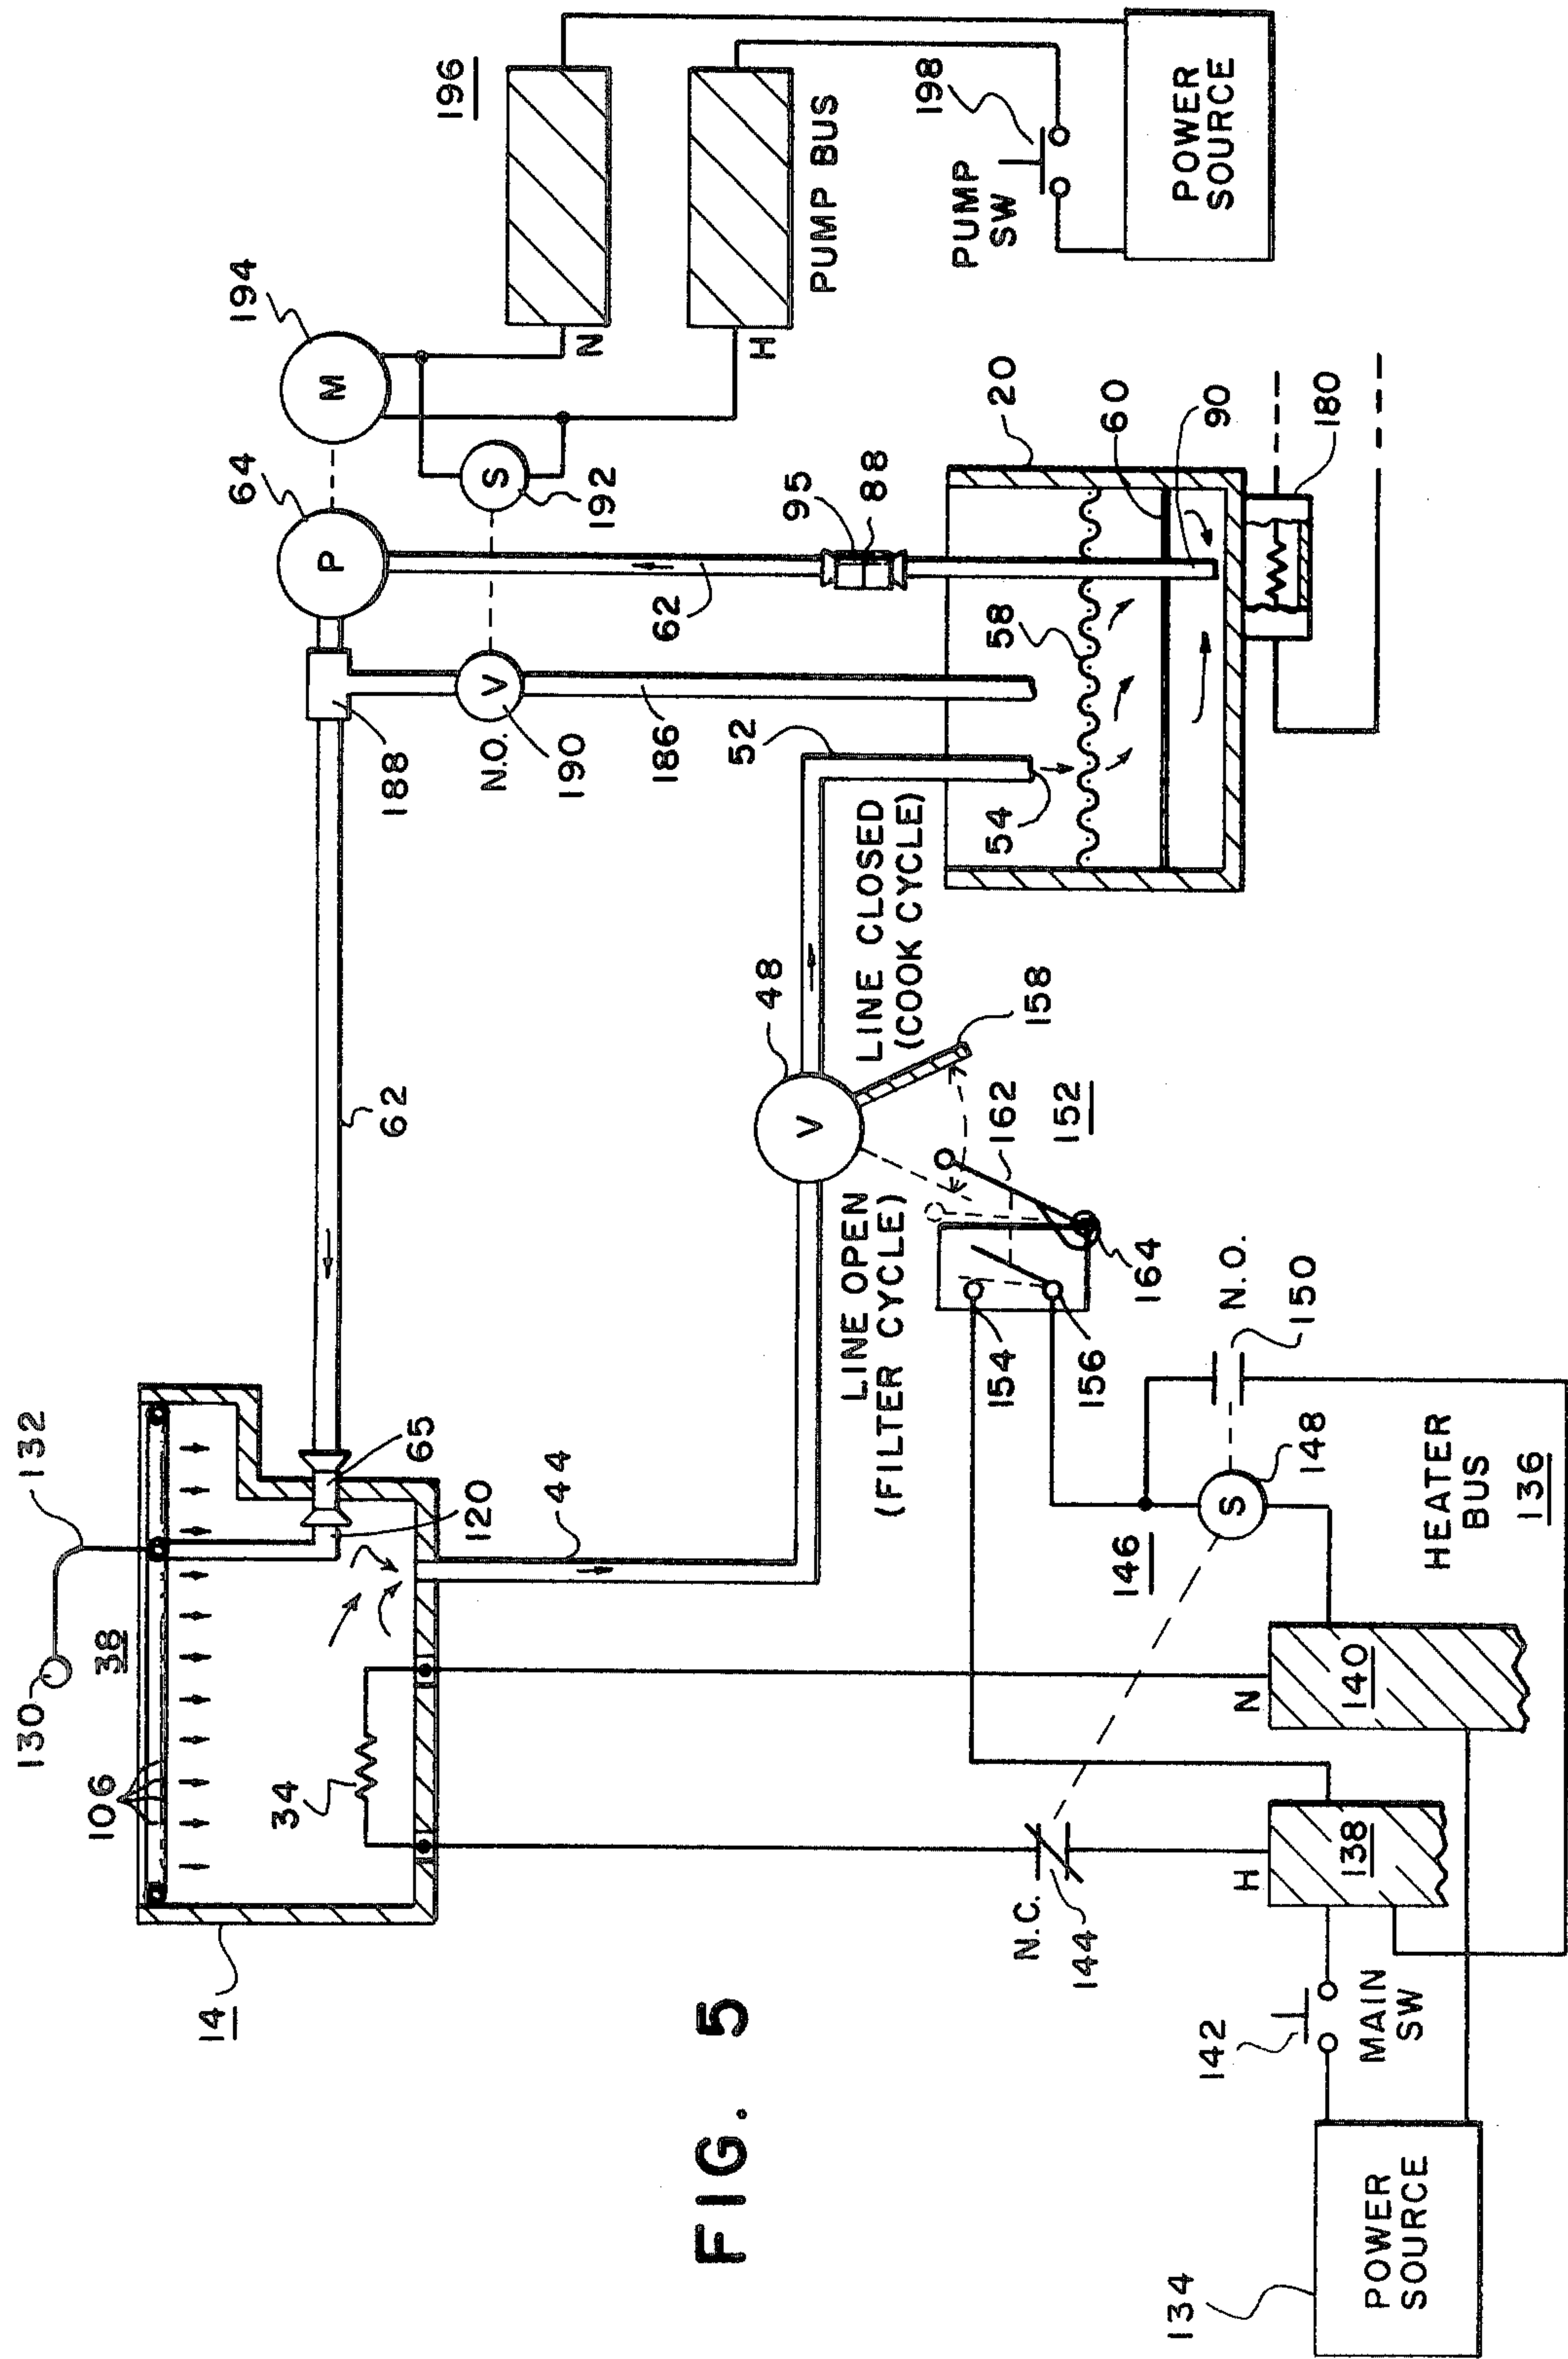 FIG. 5
130
132
38
106
34
14
120
65
44
62
188
64
P
194
M
196
N
PUMP BUS
H
S
192
N.O.
V
190
186
62
95
88
PUMP
SW
198
POWER
SOURCE
52
54
58
20
60
90
180
48
V
LINE CLOSED
(COOK CYCLE)
158
LINE OPEN
(FILTER CYCLE)
162
152
154
156
164
N.O.
150
146
S
148
HEATER
BUS
136
N
140
H
138
N.C.
144
142
MAIN
SW
134
POWER
SOURCE